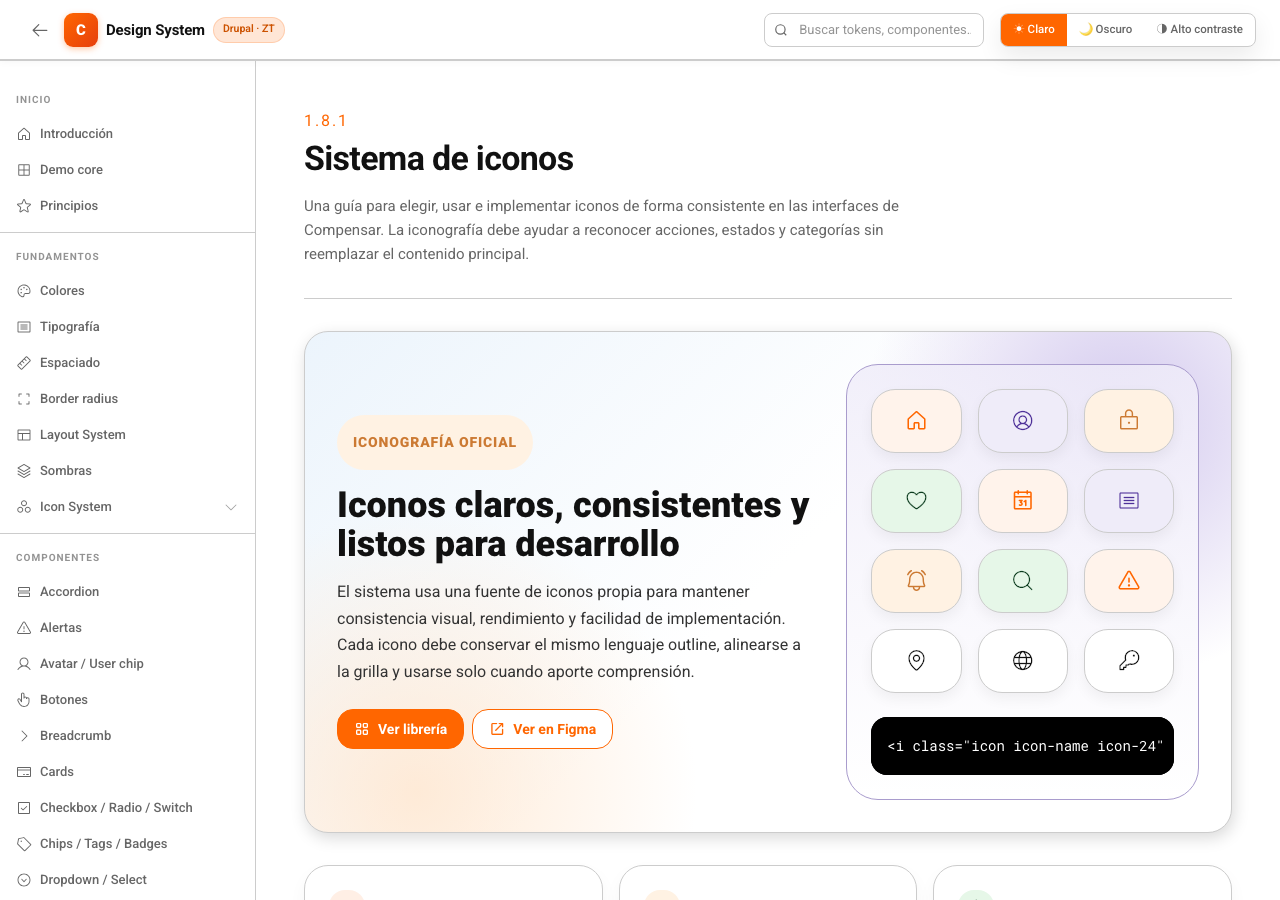 C Design System Drupal · ZT
Buscar tokens, componentes.
Claro Oscuro Alto contraste
INICIO
Introducción
Demo core
Principios
FUNDAMENTOS
Colores
Tipografía
Espaciado
Border radius
Layout System
Sombras
Icon System
COMPONENTES
Accordion
Alertas
Avatar / User chip
Botones
Breadcrumb
Cards
Checkbox / Radio / Switch
Chips / Tags / Badges
Dropdown / Select
1.8.1
Sistema de iconos
Una guía para elegir, usar e implementar iconos de forma consistente en las interfaces de
Compensar. La iconografía debe ayudar a reconocer acciones, estados y categorías sin
reemplazar el contenido principal.
ICONOGRAFÍA OFICIAL
Iconos claros, consistentes y
listos para desarrollo
El sistema usa una fuente de iconos propia para mantener
consistencia visual, rendimiento y facilidad de implementación.
Cada icono debe conservar el mismo lenguaje outline, alinearse a
la grilla y usarse solo cuando aporte comprensión.
Ver librería
Ver en Figma
31
<i class="icon icon-name icon-24"